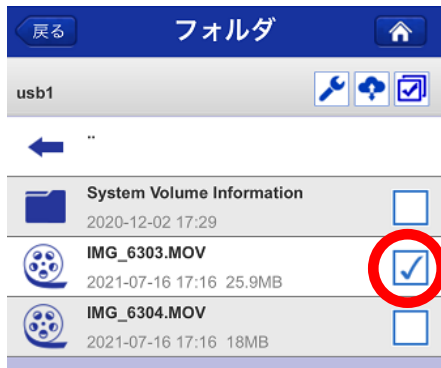 戻る
フォルダ
usb1
..
System Volume Information
2020-12-02 17:29
IMG_6303.MOV
2021-07-16 17:16 25.9MB
IMG_6304.MOV
2021-07-16 17:16 18MB